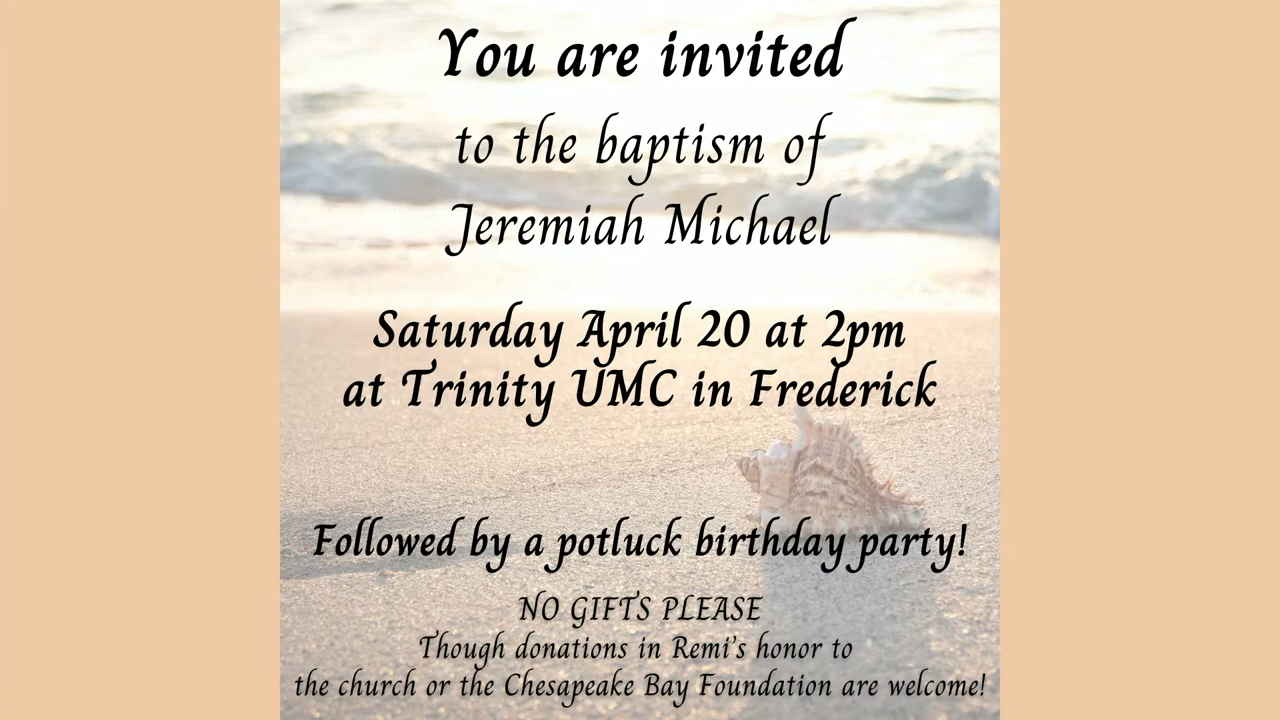 You are invited
to the baptism of
Jeremiah Michael
Saturday April 20 at 2pm
at Trinity UMC in Frederick
Followed by a potluck birthday party!
NO GIFTS PLEASE
Though donations in Remi's honor to
the church or the Chesapeake Bay Foundation are welcome!